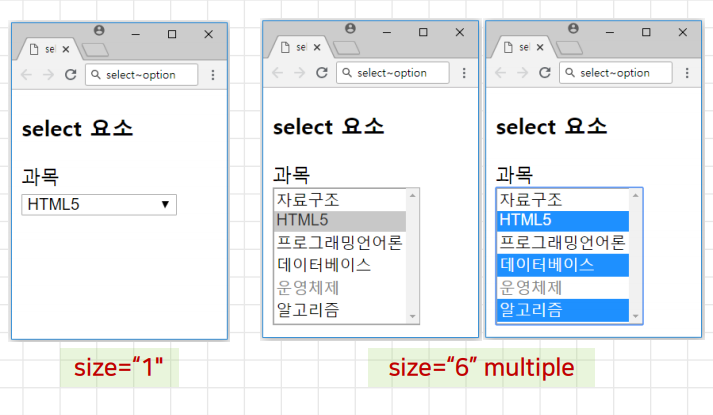 sel
select~option
select 요소
과목
HTML5
size=“1"
sel
select~option
select 요소
과목
자료구조
HTML5
프로그래밍언어론
데이터베이스
운영체제
알고리즘
sel
select~option
select 요소
과목
자료구조
HTML5
프로그래밍언어론
데이터베이스
운영체제
알고리즘
size=“6” multiple